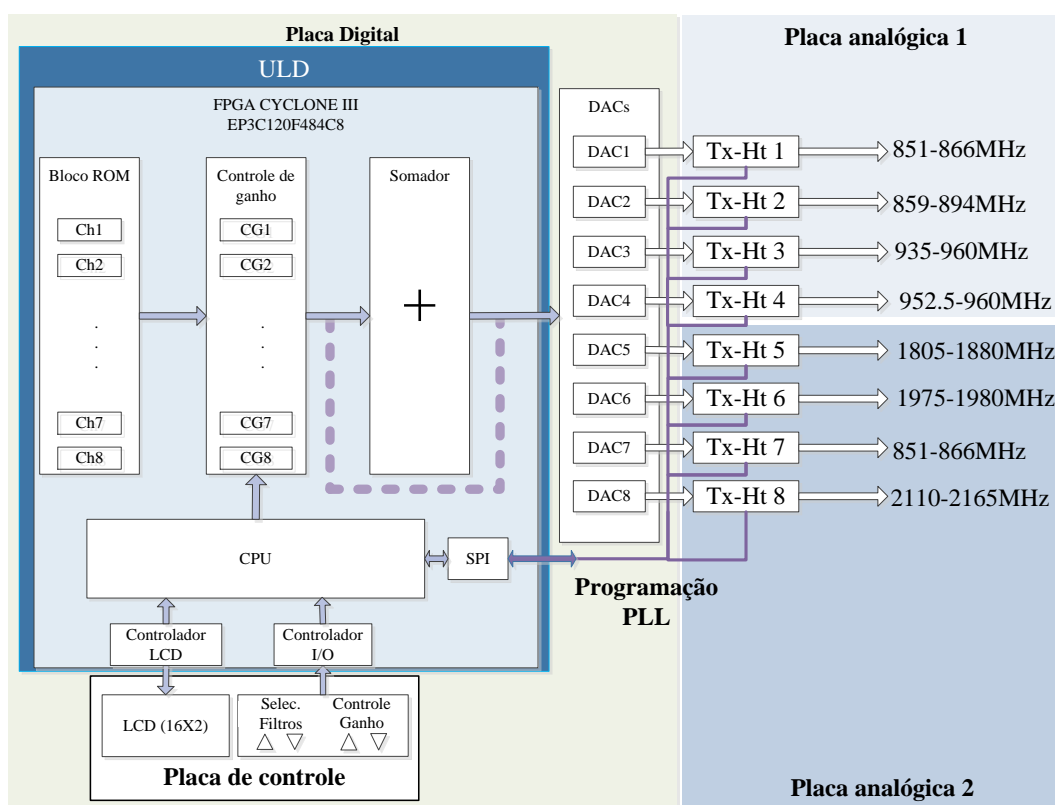 Placa Digital
Placa analógica 1
ULD
FPGA CYCLONE III
EP3C120F484C8
Bloco ROM
Ch1
Ch2
.
.
.
Ch7
Ch8
Controle de
ganho
CG1
CG2
.
.
.
CG7
CG8
Somador
+
DACs
DAC1
DAC2
DAC3
DAC4
DAC5
DAC6
DAC7
DAC8
Tx-Ht 1
Tx-Ht 2
Tx-Ht 3
Tx-Ht 4
Tx-Ht 5
Tx-Ht 6
Tx-Ht 7
Tx-Ht 8
851-866MHz
859-894MHz
935-960MHz
952.5-960MHz
1805-1880MHz
1975-1980MHz
851-866MHz
2110-2165MHz
CPU
SPI
Programação
PLL
Controlador
LCD
Controlador
I/O
LCD (16X2)
Selec.
Filtros
Controle
Ganho
Placa de controle
Placa analógica 2